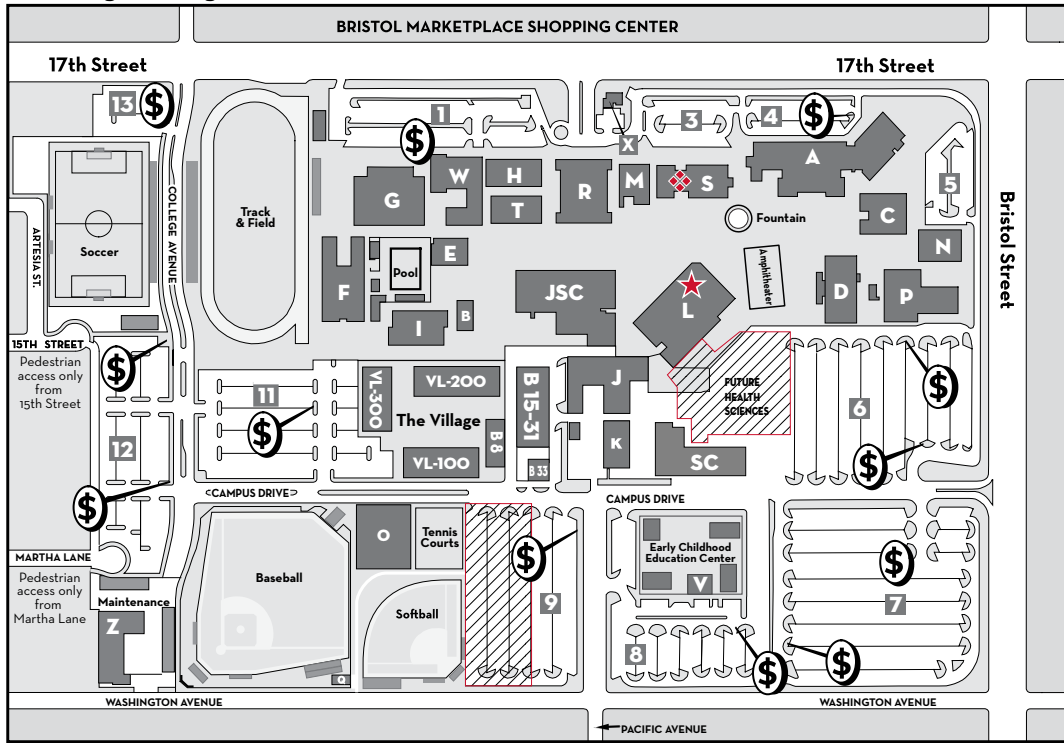 BRISTOL MARKETPLACE SHOPPING CENTER
17th Street
17th Street
13
$
1
$
X
3
4
$
A
5
W
H
R
M
S
G
T
C
Fountain
N
COLLEGE AVENUE
Track
& Field
ARTESIA ST.
Soccer
Bristol Street
E
Pool
F
Amphitheater
JSC
L
D
P
B
I
15TH STREET
Pedestrian
access only
from
15th Street
$
11
$
VL-300
VL-200
The Village
VL-100
B 8
B 15-31
B 33
J
K
FUTURE
HEALTH
SCIENCES
SC
6
$
$
12
$
CAMPUS DRIVE
CAMPUS DRIVE
MARTHA LANE
Pedestrian
access only
from
Martha Lane
Maintenance
Z
Baseball
O
Tennis
Courts
Softball
Q
$
9
Early Childhood
Education Center
V
8
$
$
7
$
WASHINGTON AVENUE
WASHINGTON AVENUE
PACIFIC AVENUE